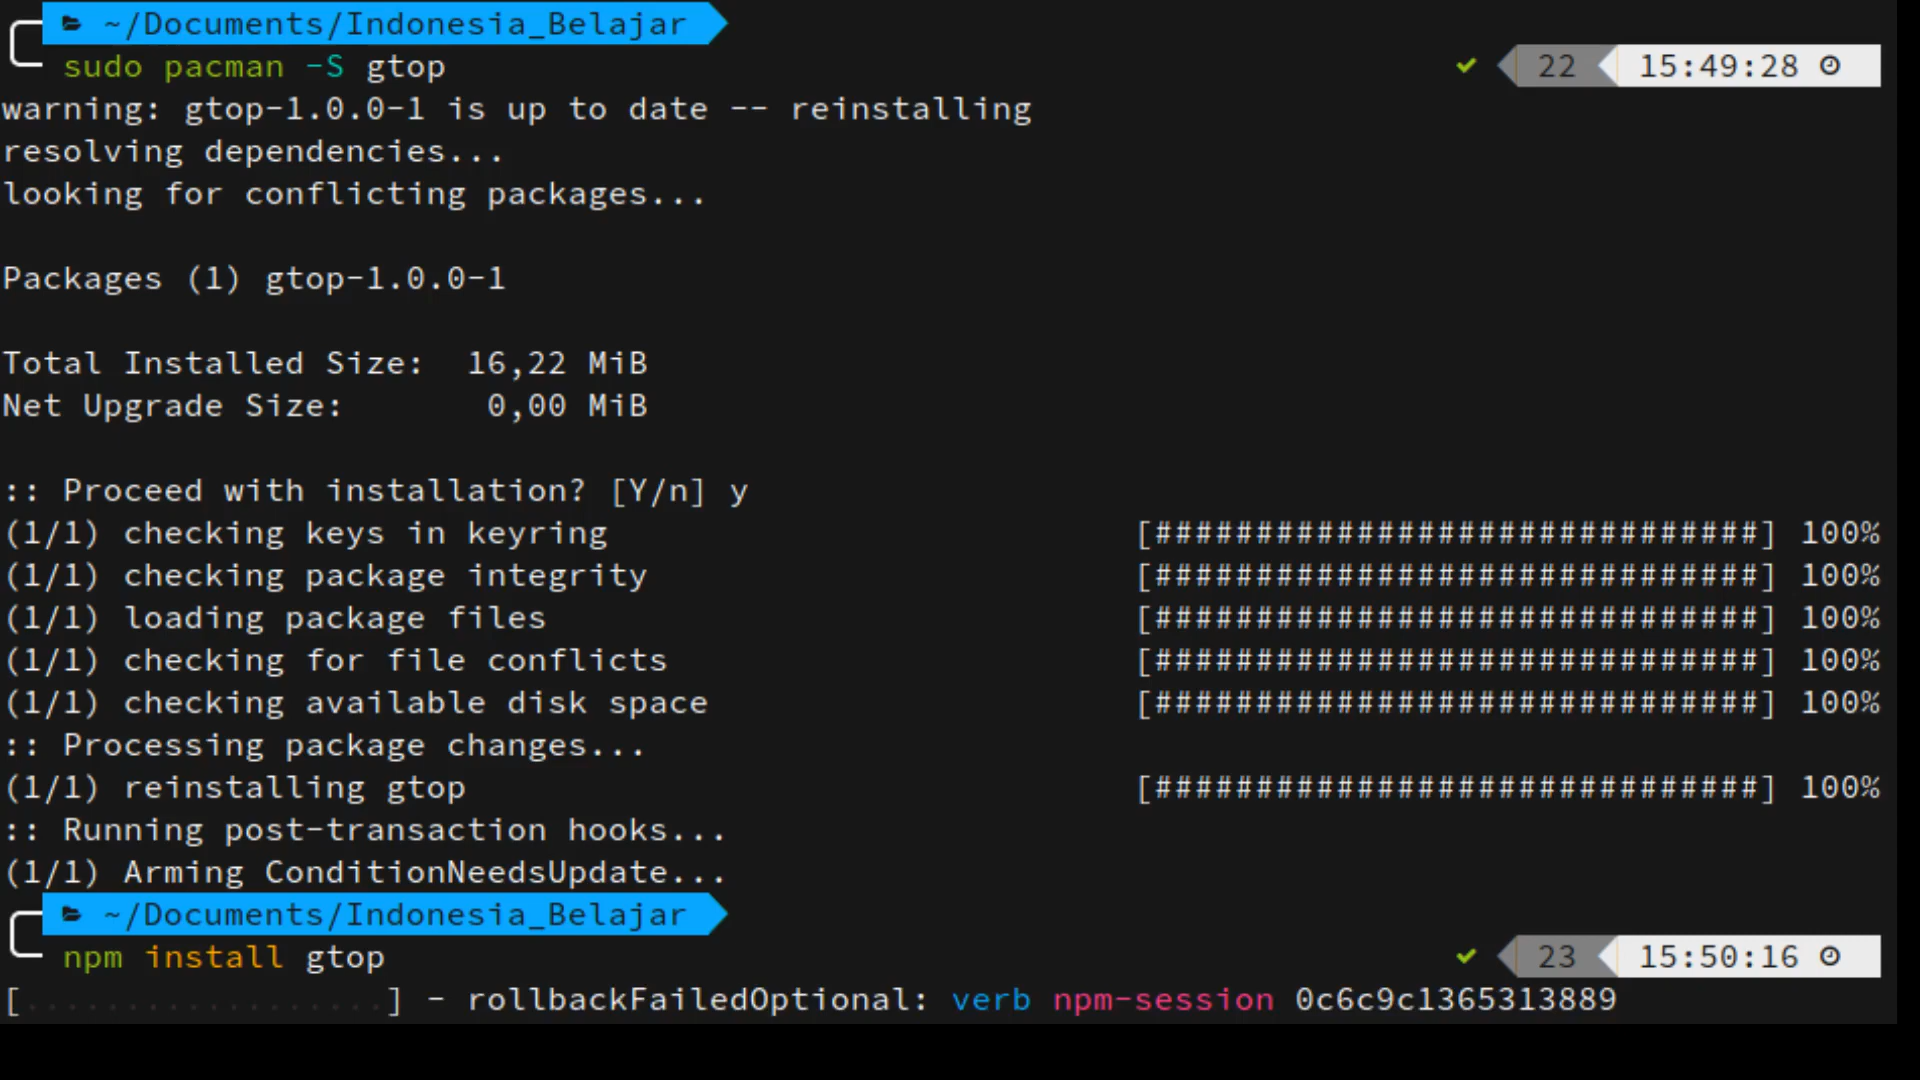 ~/Documents/Indonesia_Belajar
sudo pacman -S gtop ✔ 22 15:49:28
warning: gtop-1.0.0-1 is up to date -- reinstalling
resolving dependencies...
looking for conflicting packages...
Packages (1) gtop-1.0.0-1
Total Installed Size:  16,22 MiB
Net Upgrade Size:       0,00 MiB
:: Proceed with installation? [Y/n] y
(1/1) checking keys in keyring [##############################] 100%
(1/1) checking package integrity [##############################] 100%
(1/1) loading package files [##############################] 100%
(1/1) checking for file conflicts [##############################] 100%
(1/1) checking available disk space [##############################] 100%
:: Processing package changes...
(1/1) reinstalling gtop [##############################] 100%
:: Running post-transaction hooks...
(1/1) Arming ConditionNeedsUpdate...
~/Documents/Indonesia_Belajar
npm install gtop ✔ 23 15:50:16
[..................] - rollbackFailedOptional: verb npm-session 0c6c9c1365313889